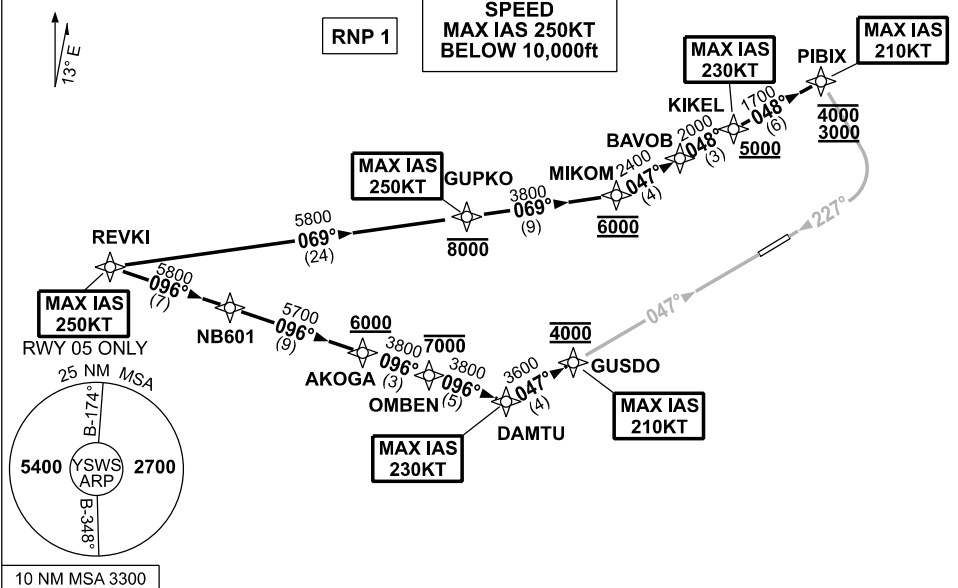 13° E
RNP 1
SPEED
MAX IAS 250KT
BELOW 10,000ft
MAX IAS
230KT
PIBIX
MAX IAS
210KT
KIKEL
1700
048°
(6)
4000
3000
BAVOB
2000
048°
(3)
5000
MAX IAS
250KT
GUPKO
MIKOM
2400
047°
(4)
3800
069°
(9)
6000
8000
5800
069°
(24)
227°
REVKI
5800
096°
(7)
MAX IAS
250KT
RWY 05 ONLY
NB601
5700
096°
(9)
6000
AKOGA
3800
096°
(3)
7000
OMBEN
3800
096°
(5)
3600
047°
(4)
4000
GUSDO
047°
DAMTU
MAX IAS
210KT
MAX IAS
230KT
25 NM MSA
B-174°
5400
YSWS
ARP
2700
B-348°
10 NM MSA 3300